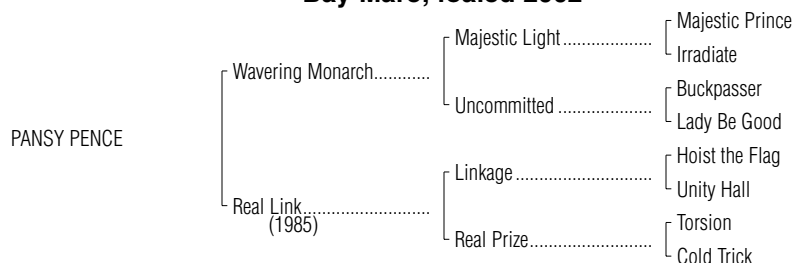 Bay Mare, foaled 2002
Majestic Prince
Majestic Light...................
Irradiate
Wavering Monarch............
Buckpasser
Uncommitted ....................
Lady Be Good
PANSY PENCE
Hoist the Flag
Linkage.............................
Unity Hall
Real Link...........................
(1985)
Torsion
Real Prize..........................
Cold Trick